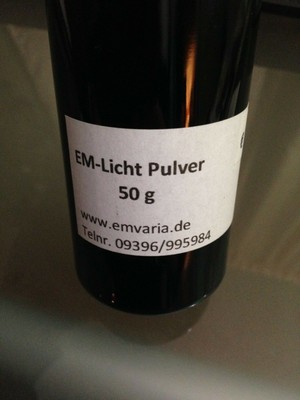 EM-Licht Pulver
50 g
www.emvaria.de
Telnr. 09396/995984